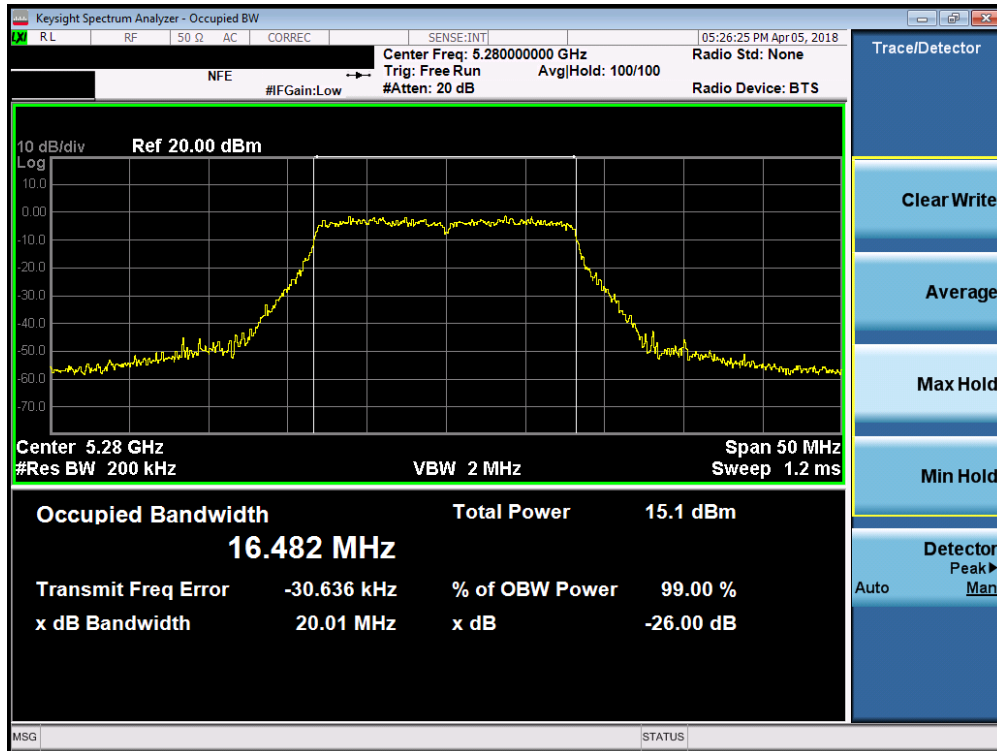 Keysight Spectrum Analyzer - Occupied BW
LXI RL RF 50 Ω AC CORREC SENSE:INT 05:26:25 PM Apr 05, 2018
Center Freq: 5.280000000 GHz Radio Std: None
NFE Trig: Free Run Avg|Hold: 100/100
#IFGain:Low #Atten: 20 dB Radio Device: BTS
Trace/Detector
10 dB/div Ref 20.00 dBm
Log
10.0
0.00
-10.0
-20.0
-30.0
-40.0
-50.0
-60.0
-70.0
Center 5.28 GHz Span 50 MHz
#Res BW 200 kHz VBW 2 MHz Sweep 1.2 ms
Occupied Bandwidth Total Power 15.1 dBm
16.482 MHz
Transmit Freq Error -30.636 kHz % of OBW Power 99.00 %
x dB Bandwidth 20.01 MHz x dB -26.00 dB
Clear Write
Average
Max Hold
Min Hold
Detector
Peak▶
Auto Man
MSG STATUS